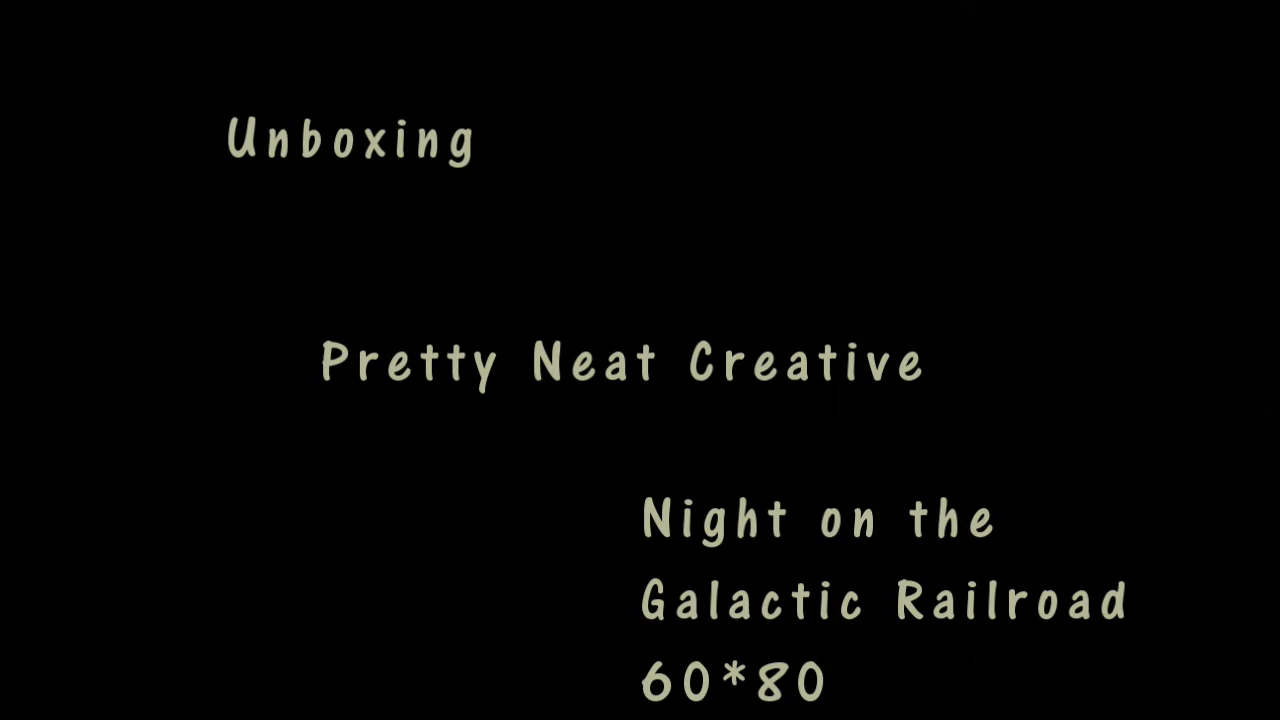 Unboxing
Pretty Neat Creative
Night on the
Galactic Railroad
60*80